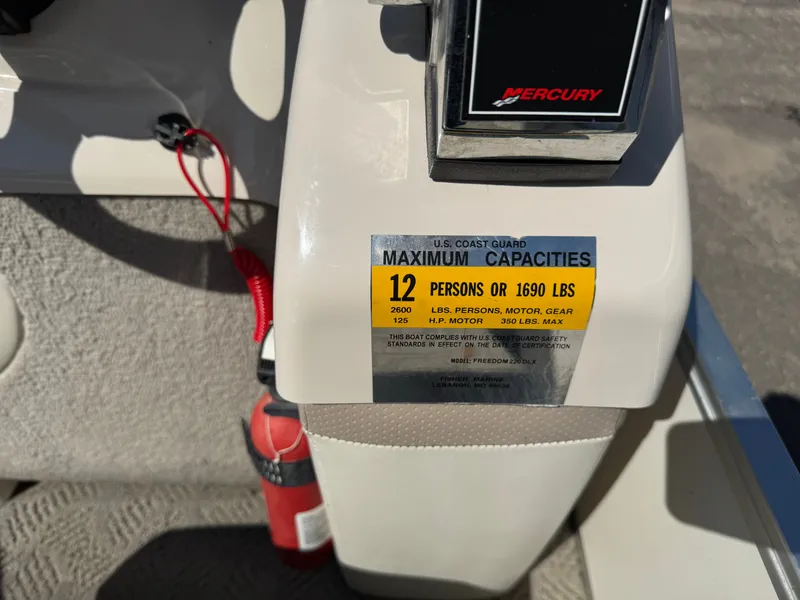 MERCURY
U.S. COAST GUARD
MAXIMUM CAPACITIES
12 PERSONS OR 1690 LBS
2600 LBS. PERSONS, MOTOR, GEAR
125 H.P. MOTOR 350 LBS. MAX
THIS BOAT COMPLIES WITH U.S. COAST GUARD SAFETY
STANDARDS IN EFFECT ON THE DATE OF CERTIFICATION
MODEL: FREEDOM 220 DLX
FISHER MARINE
LEBANON, MO